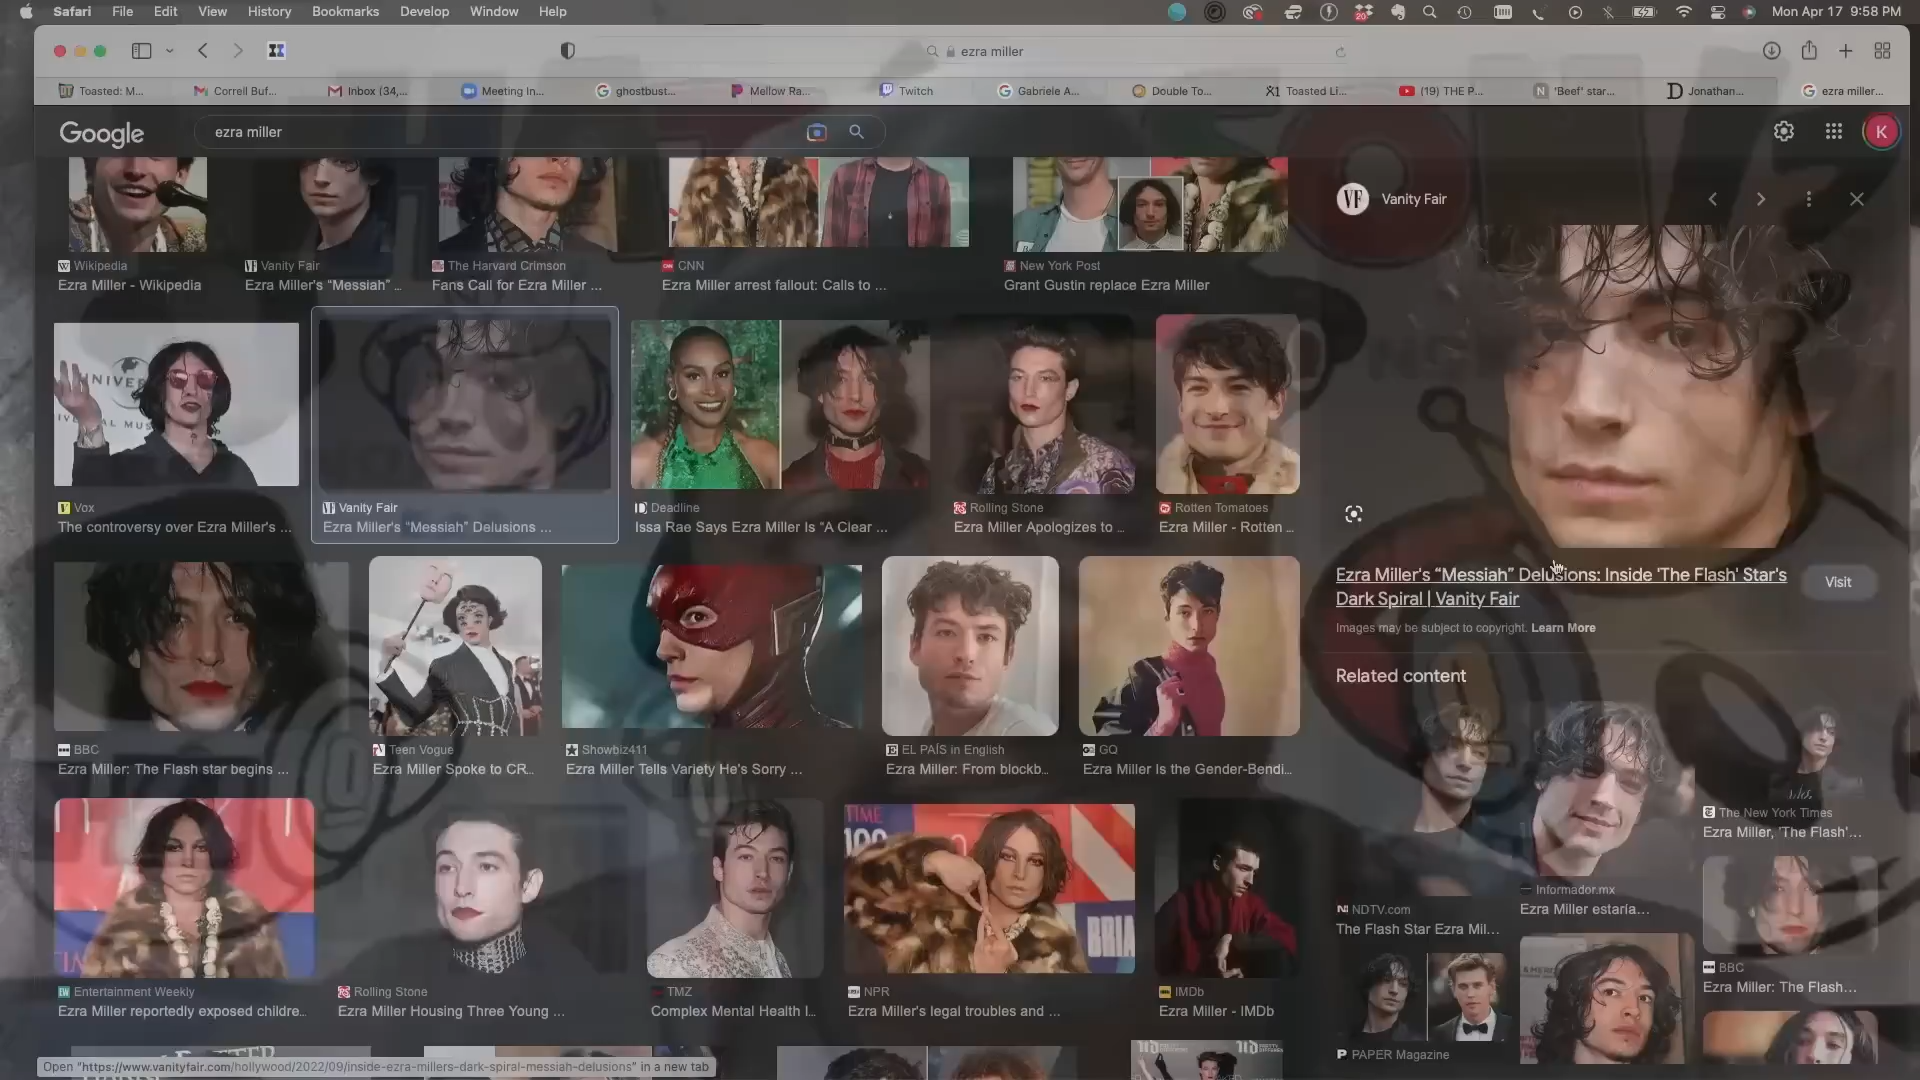 Safari File Edit View History Bookmarks Develop Window Help
20
Mon Apr 17 9:58 PM
ezra miller
Toasted: M...
Correll Buf...
Inbox (34,...
Meeting In...
ghostbust...
Mellow Ra...
Twitch
Gabriele A...
Double To...
Toasted Li...
(19) THE P...
'Beef' star...
Jonathan...
ezra miller...
Google
ezra miller
K
VF Vanity Fair
Wikipedia
Ezra Miller - Wikipedia
Vanity Fair
Ezra Miller's "Messiah" ...
The Harvard Crimson
Fans Call for Ezra Miller ...
CNN
Ezra Miller arrest fallout: Calls to ...
New York Post
Grant Gustin replace Ezra Miller
Vox
The controversy over Ezra Miller's ...
Vanity Fair
Ezra Miller's "Messiah" Delusions ...
Deadline
Issa Rae Says Ezra Miller Is "A Clear ...
Rolling Stone
Ezra Miller Apologizes to ...
Rotten Tomatoes
Ezra Miller - Rotten ...
Ezra Miller's “Messiah” Delusions: Inside 'The Flash' Star's
Dark Spiral | Vanity Fair
Visit
Images may be subject to copyright. Learn More
Related content
BBC
Ezra Miller: The Flash star begins ...
Teen Vogue
Ezra Miller Spoke to CR...
Showbiz411
Ezra Miller Tells Variety He's Sorry ...
EL PAÍS in English
Ezra Miller: From blockb...
GQ
Ezra Miller Is the Gender-Bendi...
The New York Times
Ezra Miller, 'The Flash'...
Informador.mx
Ezra Miller estaría...
NDTV.com
The Flash Star Ezra Mil...
BBC
Ezra Miller: The Flash...
TIME
100
BRIA
Entertainment Weekly
Ezra Miller reportedly exposed childre...
Rolling Stone
Ezra Miller Housing Three Young ...
TMZ
Complex Mental Health I...
NPR
Ezra Miller's legal troubles and ...
IMDb
Ezra Miller - IMDb
PAPER Magazine
Open "https://www.vanityfair.com/hollywood/2022/09/inside-ezra-millers-dark-spiral-messiah-delusions" in a new tab